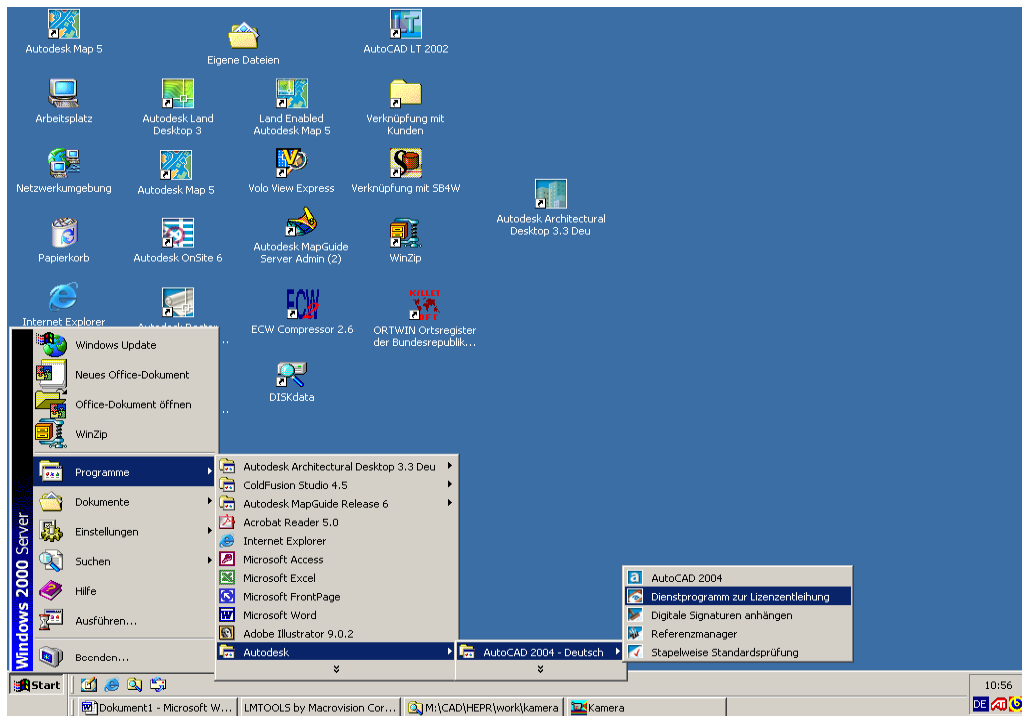 Autodesk Map 5
Eigene Dateien
AutoCAD LT 2002
Arbeitsplatz
Autodesk Land
Desktop 3
Land Enabled
Autodesk Map 5
Verknüpfung mit
Kunden
Netzwerkumgebung
Autodesk Map 5
Volo View Express
Verknüpfung mit SB4W
Autodesk Architectural
Desktop 3.3 Deu
Papierkorb
Autodesk OnSite 6
Autodesk MapGuide
Server Admin (2)
WinZip
Internet Explorer
ECW
ECW Compressor 2.6
KILLET
SFT
ORTWIN Ortsregister
der Bundesrepublik...
DISKdata
Windows 2000 Server
Windows Update
Neues Office-Dokument
Office-Dokument öffnen
WinZip
Programme
Dokumente
Einstellungen
Suchen
Hilfe
Ausführen...
Beenden...
Autodesk Architectural Desktop 3.3 Deu
ColdFusion Studio 4.5
Autodesk MapGuide Release 6
Acrobat Reader 5.0
Internet Explorer
Microsoft Access
Microsoft Excel
Microsoft FrontPage
Microsoft Word
Adobe Illustrator 9.0.2
Autodesk
AutoCAD 2004 - Deutsch
AutoCAD 2004
Dienstprogramm zur Lizenzentleihung
Digitale Signaturen anhängen
Referenzmanager
Stapelweise Standardsprüfung
Start
Dokument1 - Microsoft W...
LMTOOLS by Macrovision Cor...
M:\CAD\HEPR\work\kamera
Kamera
10:56
DE